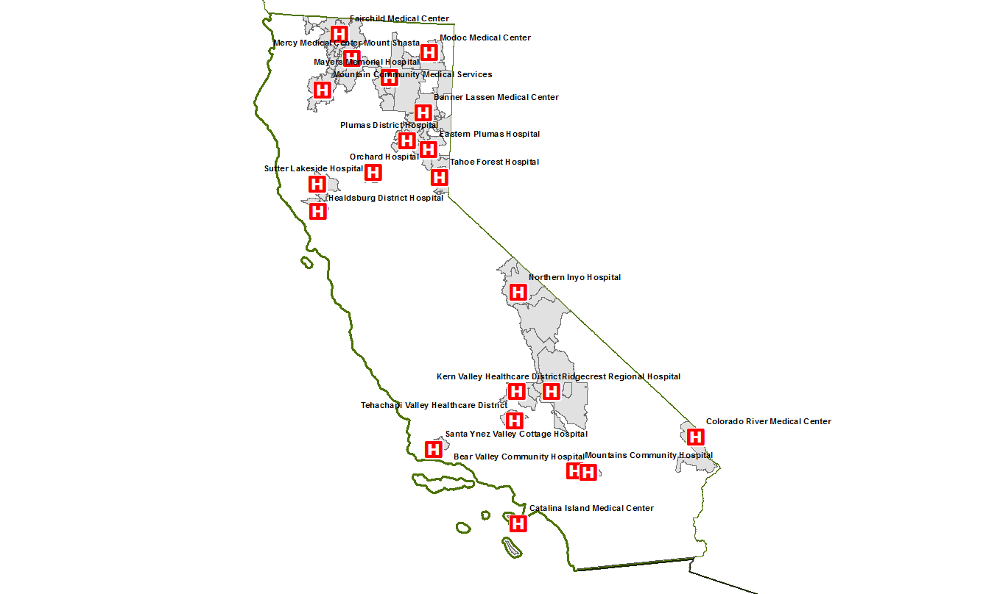 Fairchild Medical Center
H
Modoc Medical Center
Mercy Medical Center Mount Shasta
H
H
Mayers Memorial Hospital
Mountain Community Medical Services
H
H
Banner Lassen Medical Center
H
Plumas District Hospital
Eastern Plumas Hospital
H
H
Orchard Hospital
Tahoe Forest Hospital
Sutter Lakeside Hospital
H
H
H
Healdsburg District Hospital
H
Northern Inyo Hospital
H
Kern Valley Healthcare District
Ridgecrest Regional Hospital
H
H
Tehachapi Valley Healthcare District
H
Colorado River Medical Center
H
Santa Ynez Valley Cottage Hospital
H
Bear Valley Community Hospital
Mountains Community Hospital
H
H
Catalina Island Medical Center
H